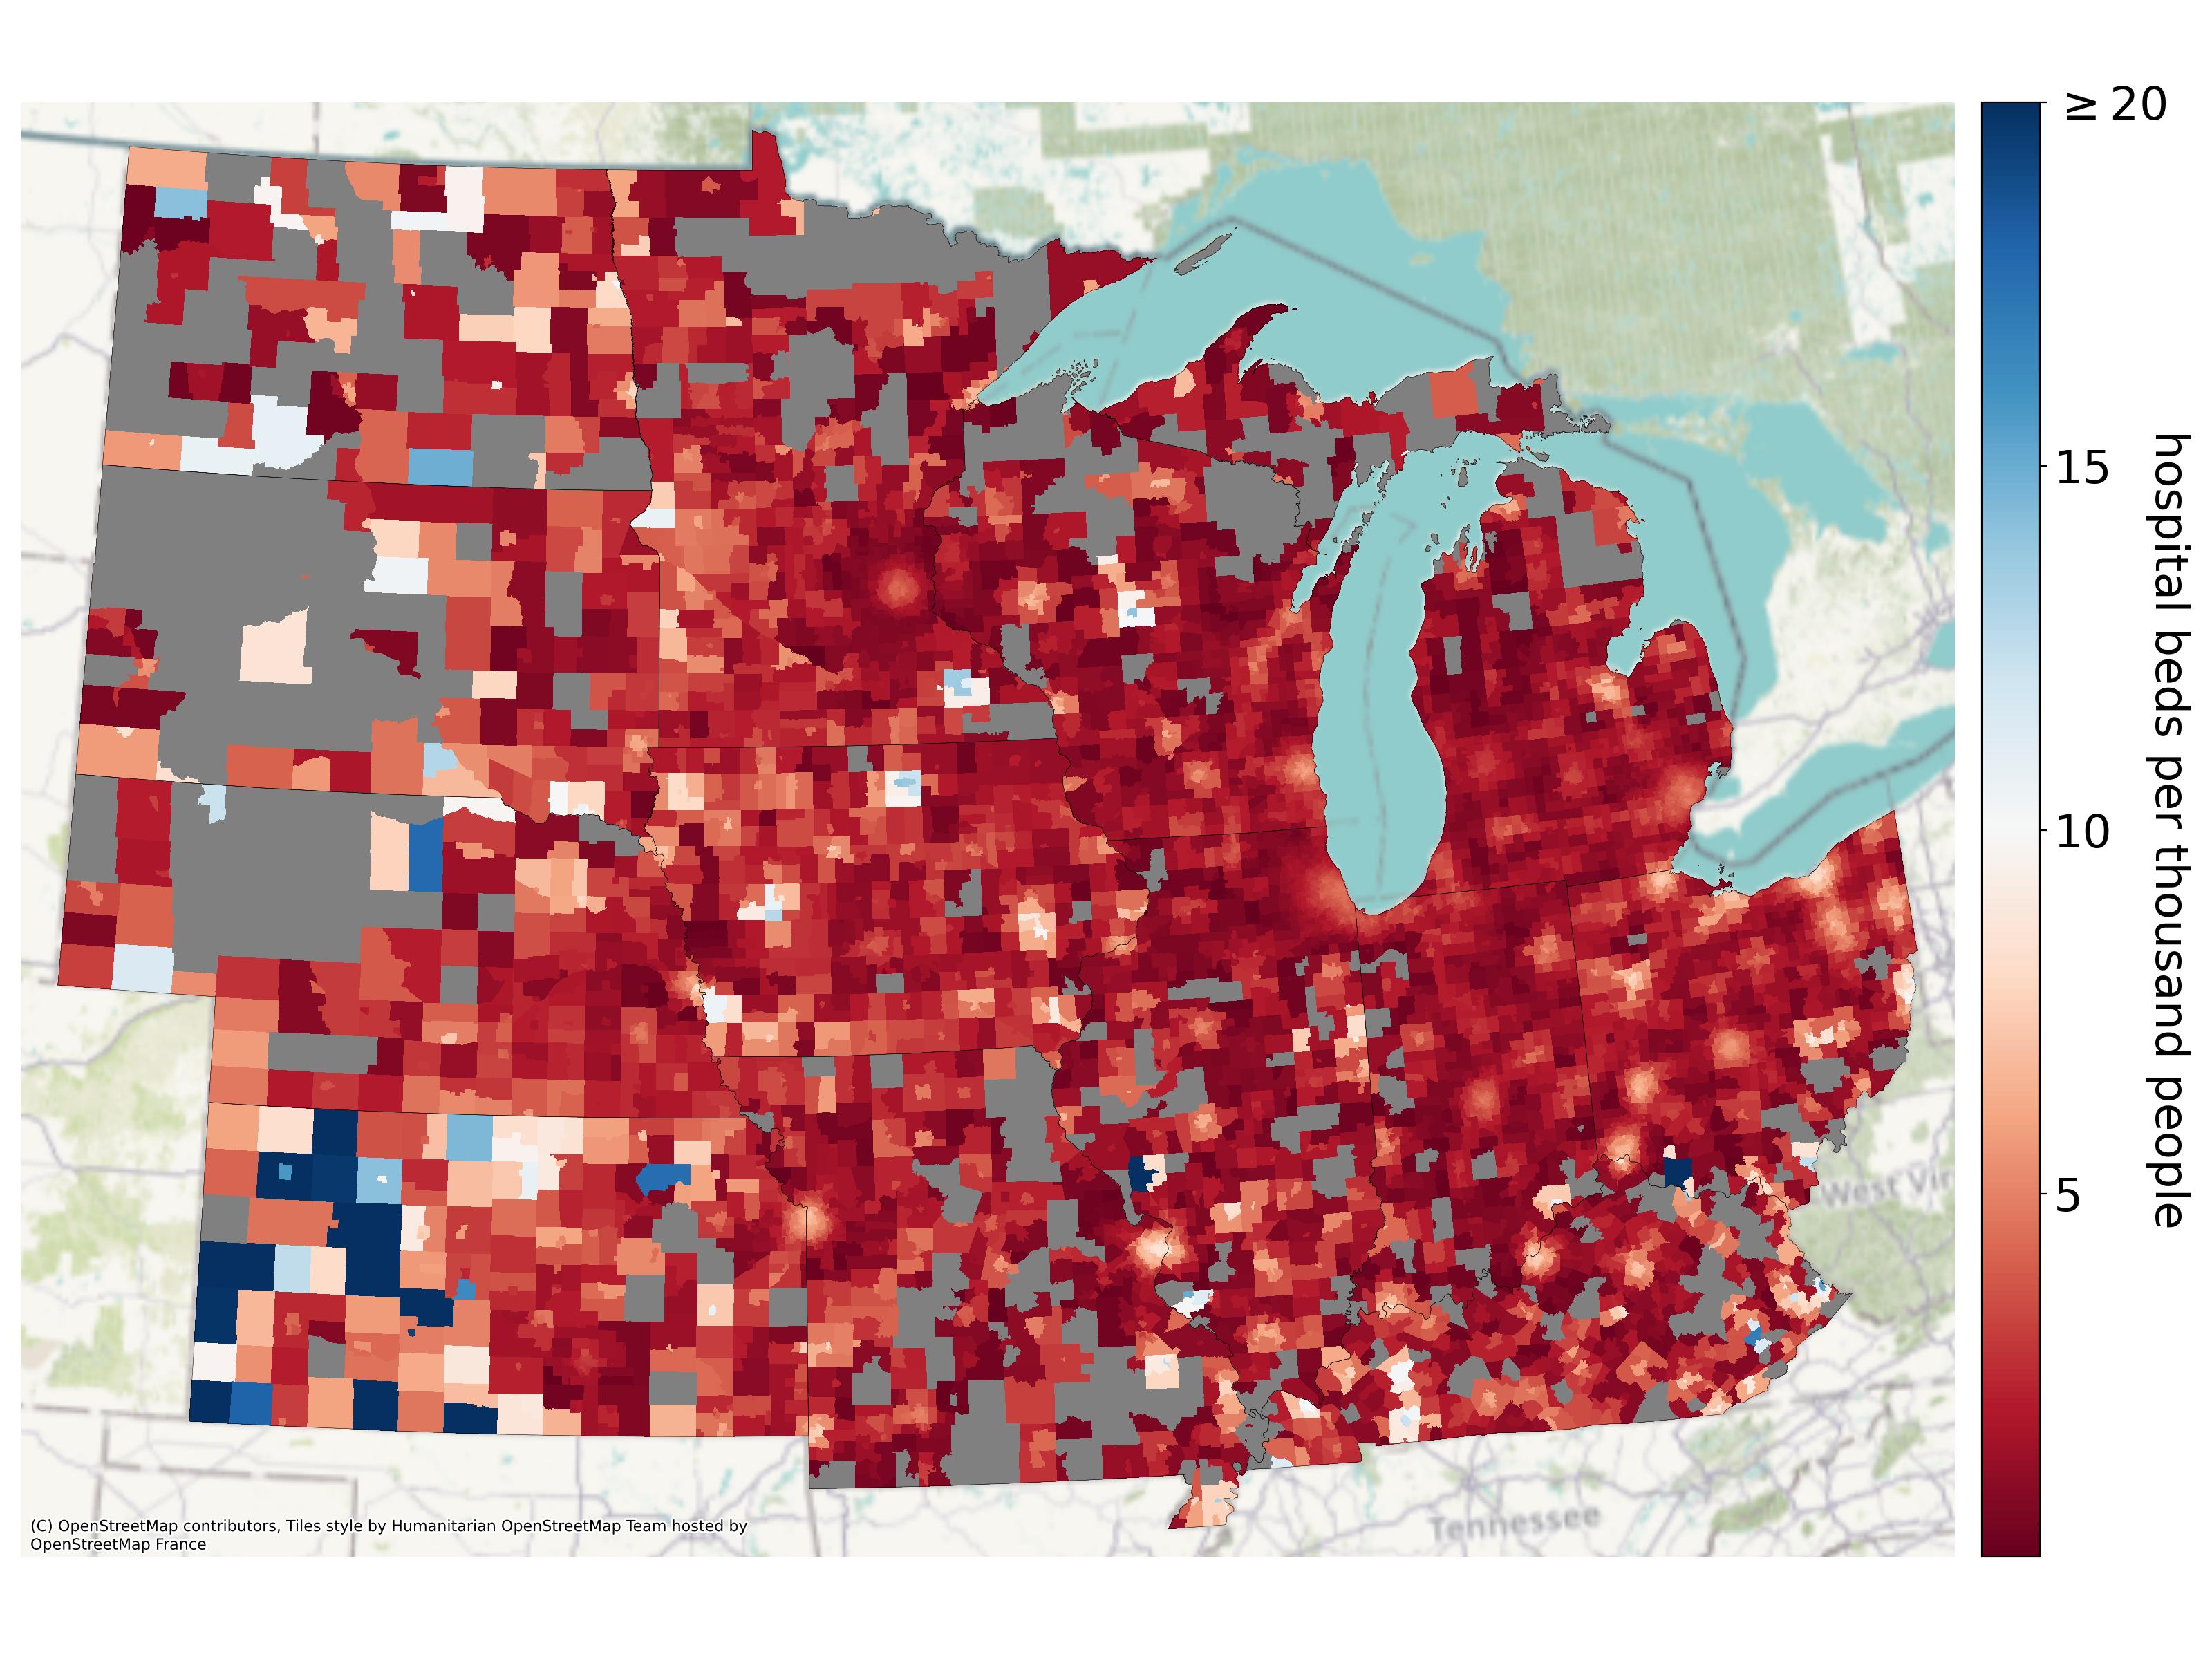 ≥ 20
15
10
5
hospital beds per thousand people
West Vir
Tennessee
(C) OpenStreetMap contributors, Tiles style by Humanitarian OpenStreetMap Team hosted by
OpenStreetMap France